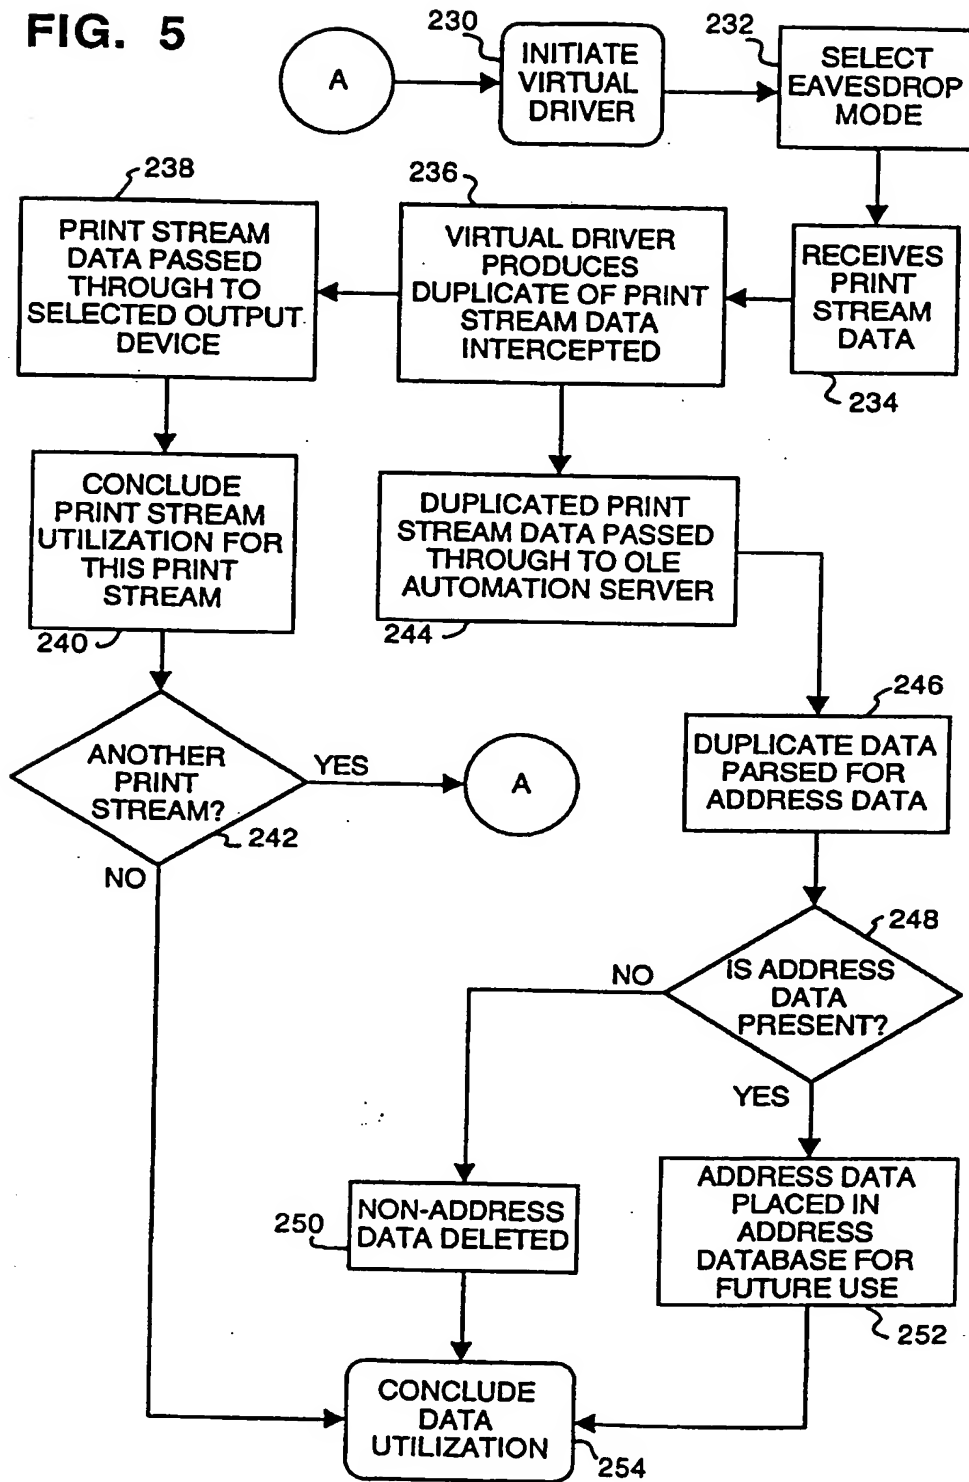 FIG. 5
A
230
INITIATE
VIRTUAL
DRIVER
232
SELECT
EAVESDROP
MODE
238
PRINT STREAM
DATA PASSED
THROUGH TO
SELECTED OUTPUT
DEVICE
236
VIRTUAL DRIVER
PRODUCES
DUPLICATE OF PRINT
STREAM DATA
INTERCEPTED
RECEIVES
PRINT
STREAM
DATA
234
CONCLUDE
PRINT STREAM
UTILIZATION FOR
THIS PRINT
STREAM
240
DUPLICATED PRINT
STREAM DATA PASSED
THROUGH TO OLE
AUTOMATION SERVER
244
246
DUPLICATE DATA
PARSED FOR
ADDRESS DATA
ANOTHER
PRINT
STREAM?
242
YES
A
NO
248
IS ADDRESS
DATA
PRESENT?
NO
YES
250
NON-ADDRESS
DATA DELETED
ADDRESS DATA
PLACED IN
ADDRESS
DATABASE FOR
FUTURE USE
252
CONCLUDE
DATA
UTILIZATION
254